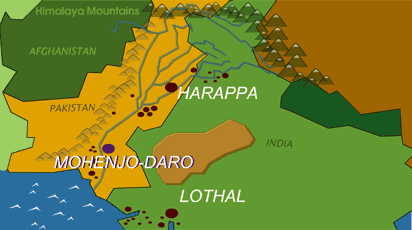 Himalaya Mountains
AFGHANISTAN
HARAPPA
PAKISTAN
INDIA
MOHENJO-DARO
LOTHAL